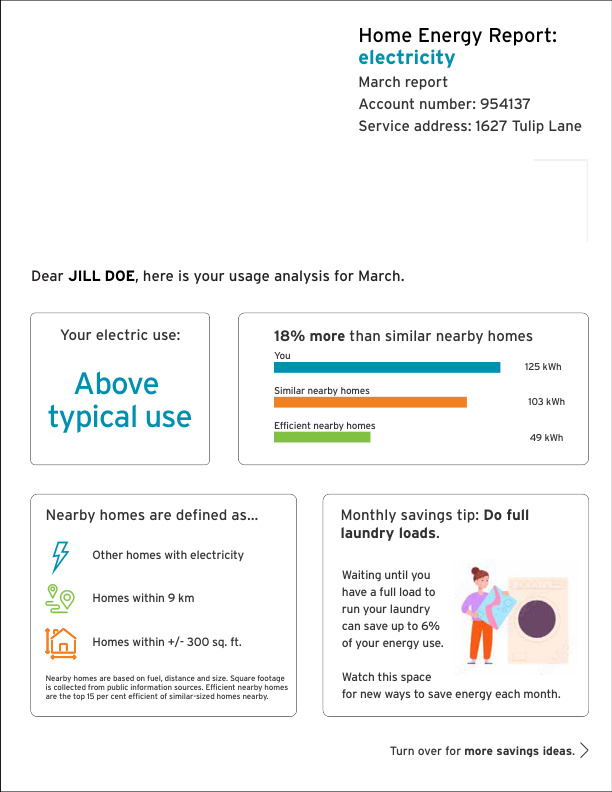 Home Energy Report:
electricity
March report
Account number: 954137
Service address: 1627 Tulip Lane
Dear JILL DOE, here is your usage analysis for March.
Your electric use:
Above
typical use
18% more than similar nearby homes
You
125 kWh
Similar nearby homes
103 kWh
Efficient nearby homes
49 kWh
Nearby homes are defined as...
Other homes with electricity
Homes within 9 km
Homes within +/- 300 sq. ft.
Nearby homes are based on fuel, distance and size. Square footage
is collected from public information sources. Efficient nearby homes
are the top 15 per cent efficient of similar-sized homes nearby.
Monthly savings tip: Do full
laundry loads.
Waiting until you
have a full load to
run your laundry
can save up to 6%
of your energy use.
Watch this space
for new ways to save energy each month.
Turn over for more savings ideas.